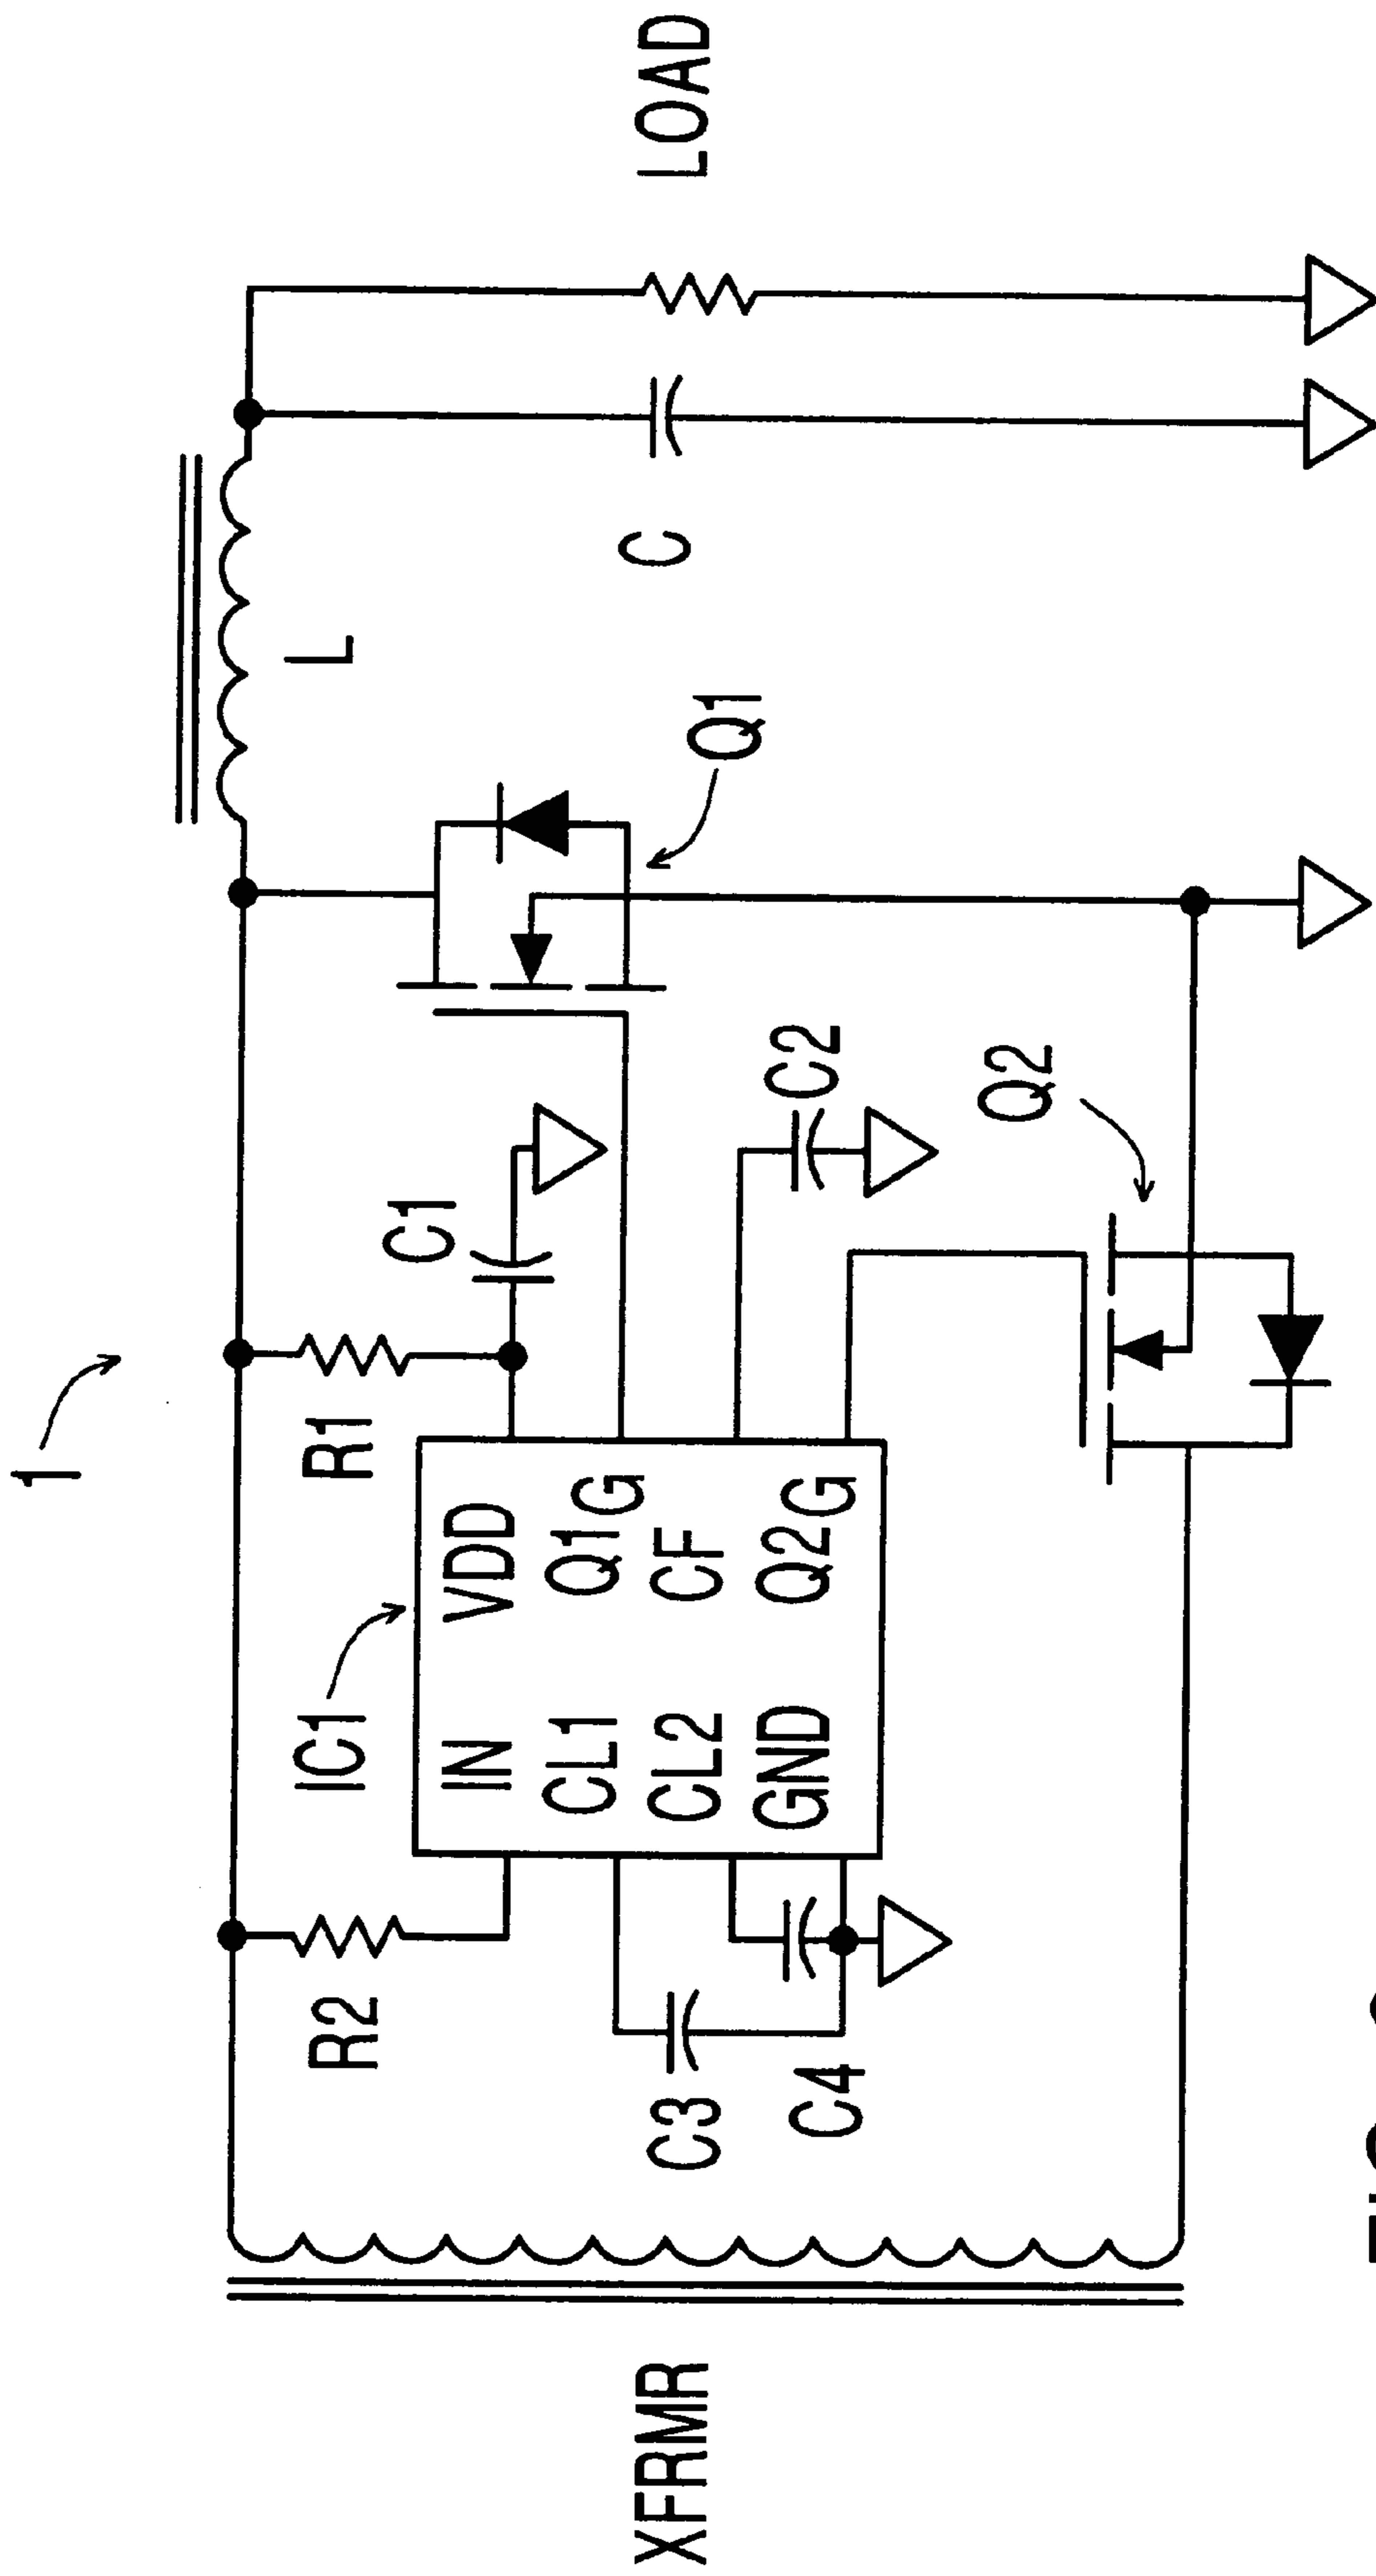 1
XFRMR
R2
IC1
R1
C1
L
LOAD
IN
VDD
CL1
Q1G
CL2
CF
GND
Q2G
C3
C4
C2
Q1
Q2
C